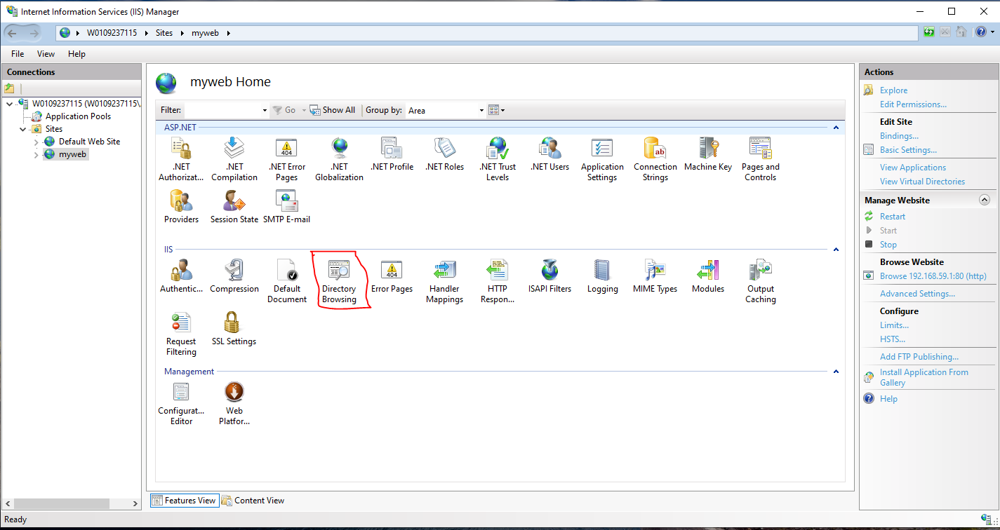 Internet Information Services (IIS) Manager
W0109237115
Sites
myweb
File View Help
Connections
W0109237115 (W0109237115\
Application Pools
Sites
Default Web Site
myweb
myweb Home
Filter: Go Show All Group by: Area
ASP.NET
.NET Authorizat...
.NET Compilation
.NET Error Pages
.NET Globalization
.NET Profile
.NET Roles
.NET Trust Levels
.NET Users
Application Settings
Connection Strings
Machine Key
Pages and Controls
Providers
Session State
SMTP E-mail
IIS
Authentic...
Compression
Default Document
Directory Browsing
Error Pages
Handler Mappings
HTTP Respon...
ISAPI Filters
Logging
MIME Types
Modules
Output Caching
Request Filtering
SSL Settings
Management
Configurat... Editor
Web Platfor...
Features View
Content View
Actions
Explore
Edit Permissions...
Edit Site
Bindings...
Basic Settings...
View Applications
View Virtual Directories
Manage Website
Restart
Start
Stop
Browse Website
Browse 192.168.59.1:80 (http)
Advanced Settings...
Configure
Limits...
HSTS...
Add FTP Publishing...
Install Application From
Gallery
Help
Ready